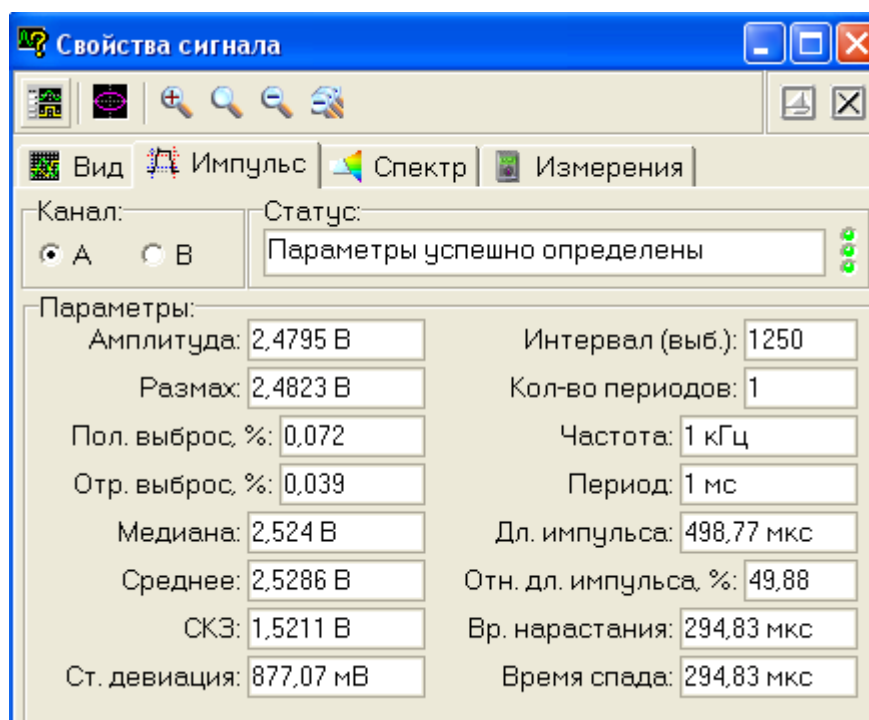 Свойства сигнала
Вид Импульс Спектр Измерения
Канал: Статус:
A B Параметры успешно определены
Параметры:
Амплитуда: 2,4795 В Интервал (выб.): 1250
Размах: 2,4823 В Кол-во периодов: 1
Пол. выброс, %: 0,072 Частота: 1 кГц
Отр. выброс, %: 0,039 Период: 1 мс
Медиана: 2,524 В Дл. импульса: 498,77 мкс
Среднее: 2,5286 В Отн. дл. импульса, %: 49,88
СКЗ: 1,5211 В Вр. нарастания: 294,83 мкс
Ст. девиация: 877,07 мВ Время спада: 294,83 мкс